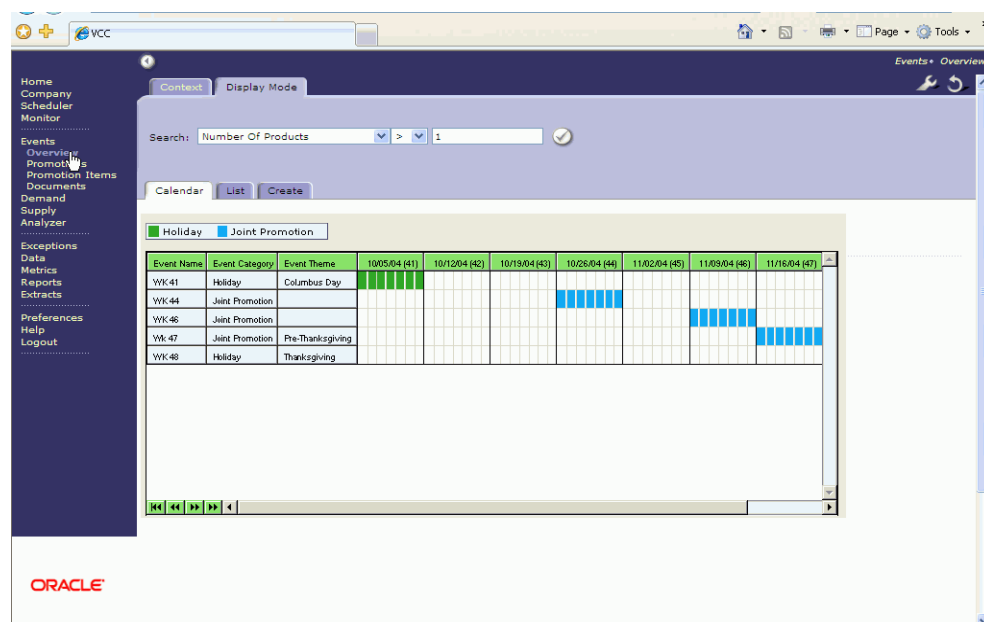 VCC
Page
Tools
Events• Overview
Home
Company
Scheduler
Monitor
Events
Overview
Promotions
Promotion Items
Documents
Demand
Supply
Analyzer
Exceptions
Data
Metrics
Reports
Extracts
Preferences
Help
Logout
Context
Display Mode
Search: Number Of Products > 1
Calendar
List
Create
Holiday Joint Promotion
Event Name Event Category Event Theme 10/05/04 (41) 10/12/04 (42) 10/19/04 (43) 10/26/04 (44) 11/02/04 (45) 11/09/04 (46) 11/16/04 (47)
WK 41 Holiday Columbus Day
WK 44 Joint Promotion
WK 46 Joint Promotion
Wk 47 Joint Promotion Pre-Thanksgiving
WK 48 Holiday Thanksgiving
ORACLE